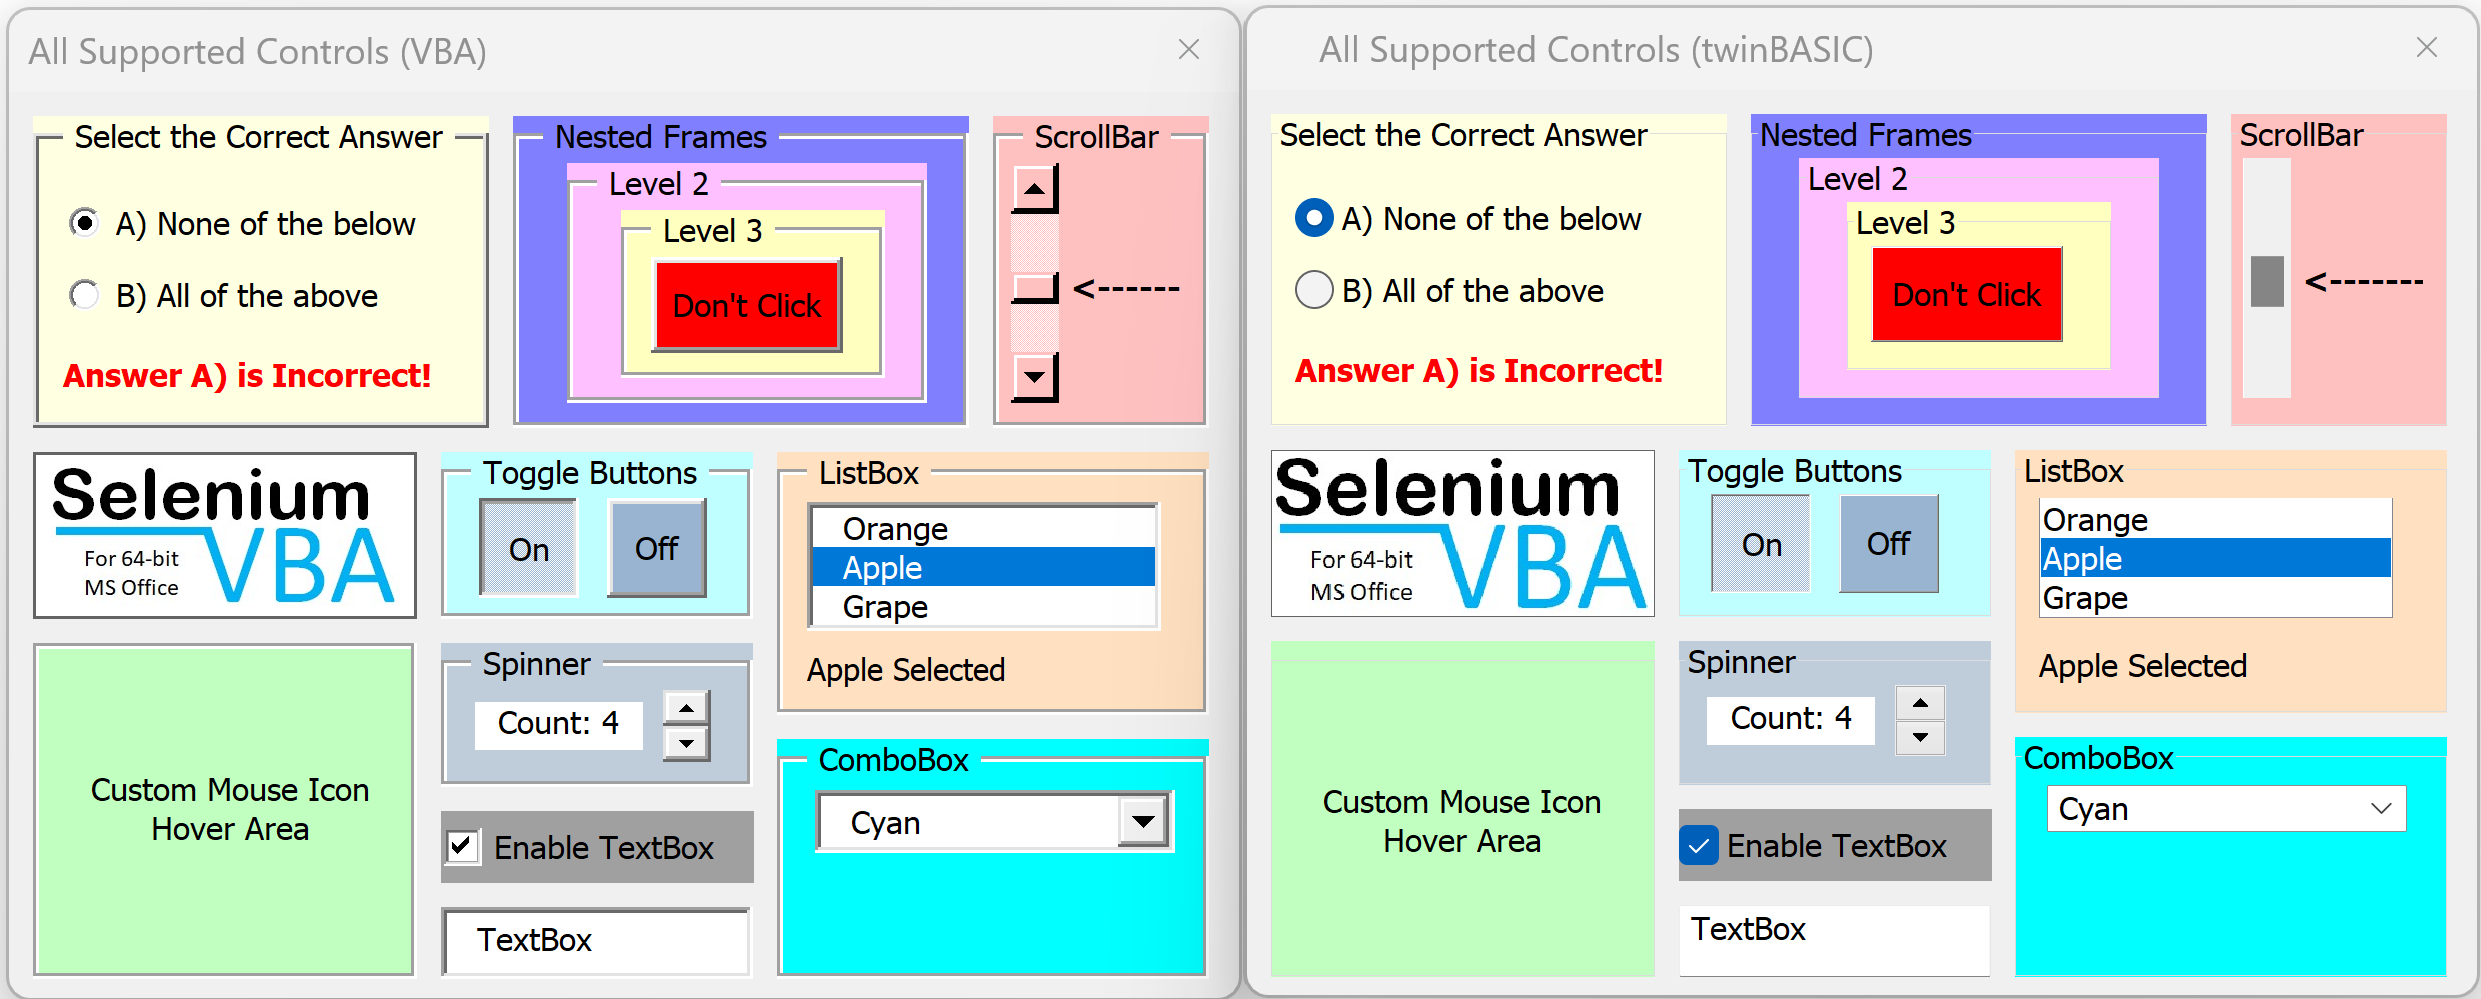 All Supported Controls (VBA)
Select the Correct Answer
A) None of the below
B) All of the above
Answer A) is Incorrect!
Nested Frames
Level 2
Level 3
Don't Click
ScrollBar
<------
Selenium
VBA
For 64-bit
MS Office
Toggle Buttons
On
Off
ListBox
Orange
Apple
Grape
Apple Selected
Custom Mouse Icon
Hover Area
Spinner
Count: 4
Enable TextBox
TextBox
ComboBox
Cyan
All Supported Controls (twinBASIC)
Select the Correct Answer
A) None of the below
B) All of the above
Answer A) is Incorrect!
Nested Frames
Level 2
Level 3
Don't Click
ScrollBar
<-------
Selenium
VBA
For 64-bit
MS Office
Toggle Buttons
On
Off
ListBox
Orange
Apple
Grape
Apple Selected
Custom Mouse Icon
Hover Area
Spinner
Count: 4
Enable TextBox
TextBox
ComboBox
Cyan